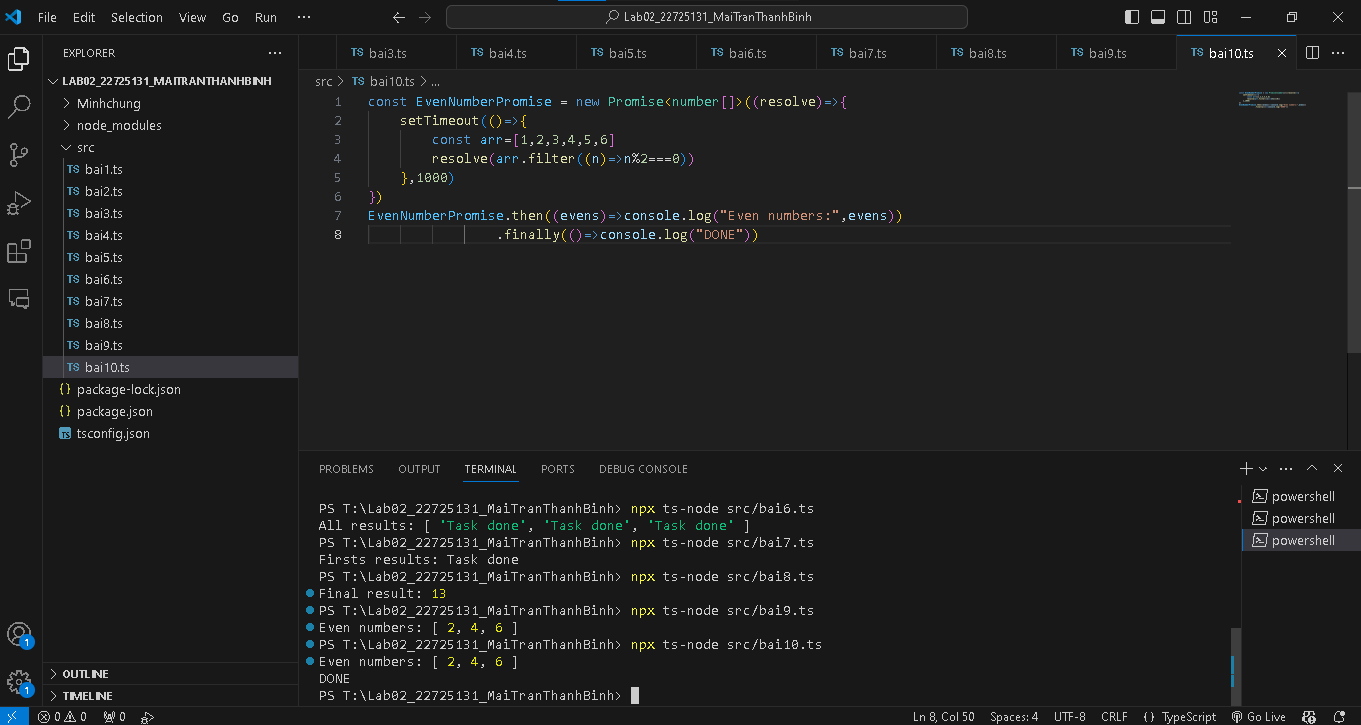 File Edit Selection View Go Run ···
Lab02_22725131_MaiTranThanhBinh
EXPLORER ···
LAB02_22725131_MAITRANTHANHBINH
Minhchung
node_modules
src
TS bai1.ts
TS bai2.ts
TS bai3.ts
TS bai4.ts
TS bai5.ts
TS bai6.ts
TS bai7.ts
TS bai8.ts
TS bai9.ts
TS bai10.ts
{} package-lock.json
{} package.json
TS tsconfig.json
OUTLINE
TIMELINE
1
1
TS bai3.ts TS bai4.ts TS bai5.ts TS bai6.ts TS bai7.ts TS bai8.ts TS bai9.ts TS bai10.ts
src > TS bai10.ts > ...
1 const EvenNumberPromise = new Promise<number[]>((resolve)=>{
2 setTimeout(()=>{
3 const arr=[1,2,3,4,5,6]
4 resolve(arr.filter((n)=>n%2===0))
5 },1000)
6 })
7 EvenNumberPromise.then((evens)=>console.log("Even numbers:",evens))
8 .finally(()=>console.log("DONE"))
PROBLEMS OUTPUT TERMINAL PORTS DEBUG CONSOLE
PS T:\Lab02_22725131_MaiTranThanhBinh> npx ts-node src/bai6.ts
All results: [ 'Task done', 'Task done', 'Task done' ]
PS T:\Lab02_22725131_MaiTranThanhBinh> npx ts-node src/bai7.ts
Firsts results: Task done
PS T:\Lab02_22725131_MaiTranThanhBinh> npx ts-node src/bai8.ts
Final result: 13
PS T:\Lab02_22725131_MaiTranThanhBinh> npx ts-node src/bai9.ts
Even numbers: [ 2, 4, 6 ]
PS T:\Lab02_22725131_MaiTranThanhBinh> npx ts-node src/bai10.ts
Even numbers: [ 2, 4, 6 ]
DONE
PS T:\Lab02_22725131_MaiTranThanhBinh>
powershell
powershell
powershell
0 0 0 Ln 8, Col 50 Spaces: 4 UTF-8 CRLF {} TypeScript Go Live